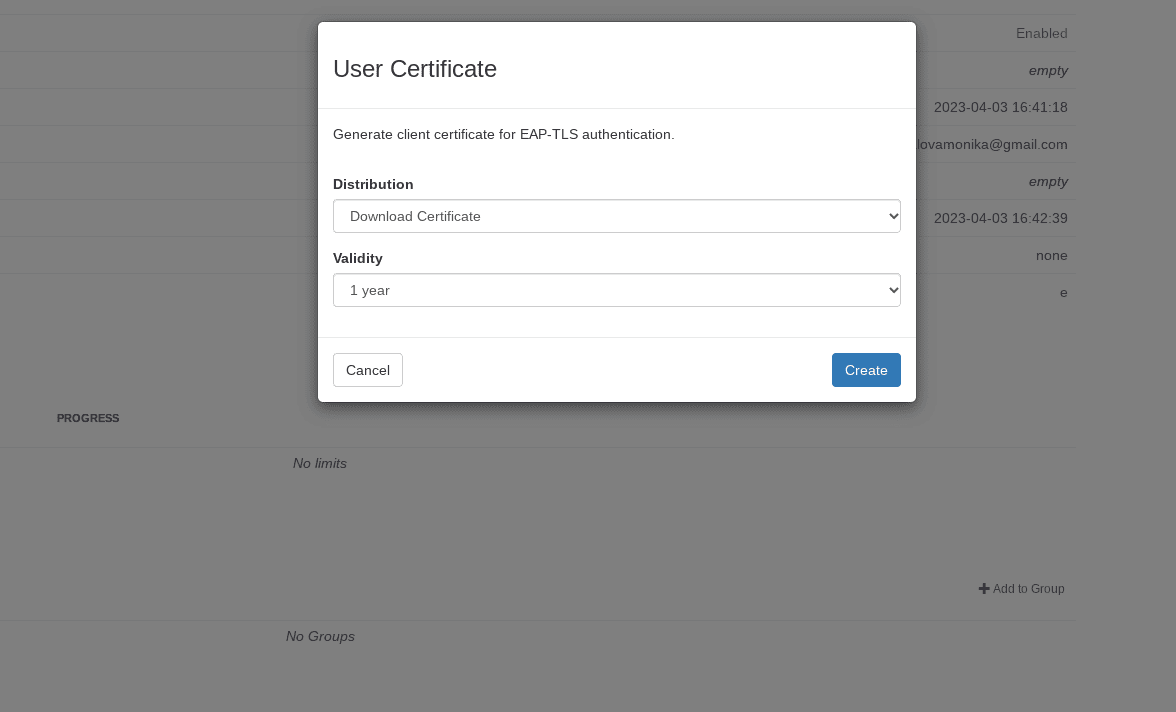 Enabled
User Certificate
empty
2023-04-03 16:41:18
Generate client certificate for EAP-TLS authentication.
lovamonika@gmail.com
Distribution
empty
Download Certificate
2023-04-03 16:42:39
Validity
none
1 year
e
Cancel
Create
PROGRESS
No limits
Add to Group
No Groups